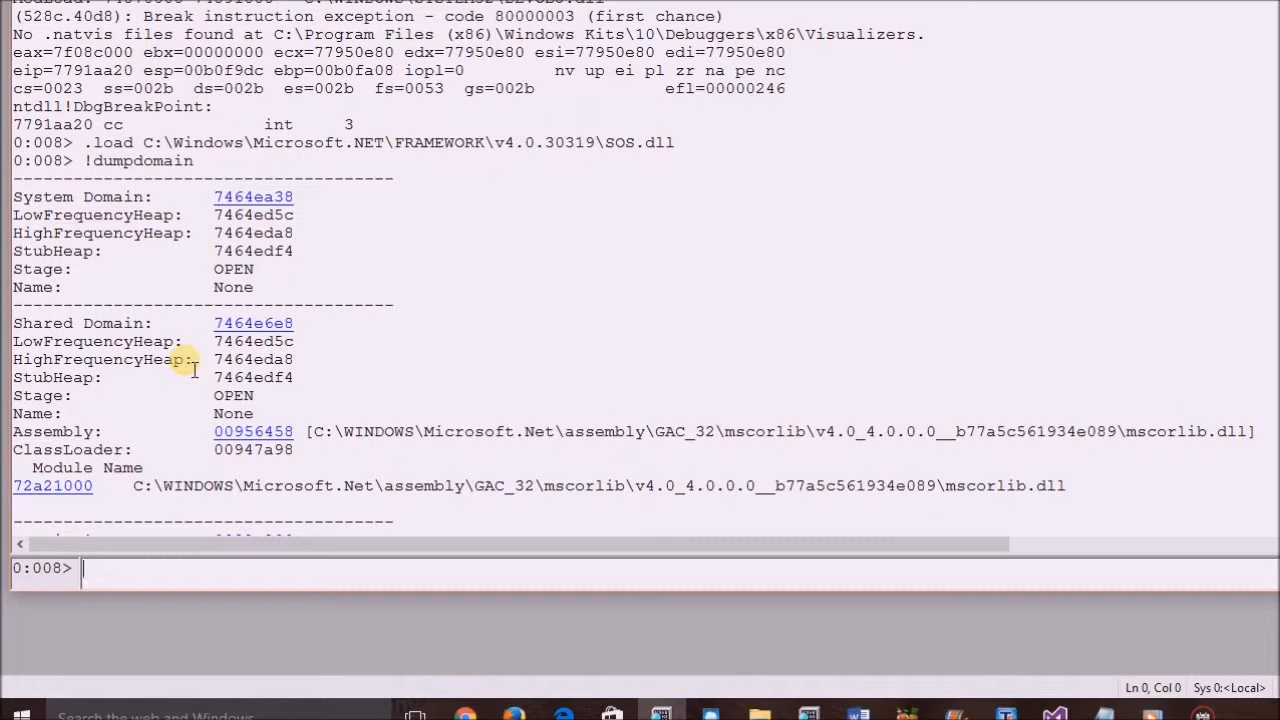 (528c.40d8): Break instruction exception - code 80000003 (first chance)
No .natvis files found at C:\Program Files (x86)\Windows Kits\10\Debuggers\x86\Visualizers.
eax=7f08c000 ebx=00000000 ecx=77950e80 edx=77950e80 esi=77950e80 edi=77950e80
eip=7791aa20 esp=00b0f9dc ebp=00b0fa08 iopl=0         nv up ei pl zr na pe nc
cs=0023  ss=002b  ds=002b  es=002b  fs=0053  gs=002b             efl=00000246
ntdll!DbgBreakPoint:
7791aa20 cc              int     3
0:008> .load C:\Windows\Microsoft.NET\FRAMEWORK\v4.0.30319\SOS.dll
0:008> !dumpdomain
--------------------------------------
System Domain:      7464ea38
LowFrequencyHeap:   7464ed5c
HighFrequencyHeap:  7464eda8
StubHeap:           7464edf4
Stage:              OPEN
Name:               None
--------------------------------------
Shared Domain:      7464e6e8
LowFrequencyHeap:   7464ed5c
HighFrequencyHeap:  7464eda8
StubHeap:           7464edf4
Stage:              OPEN
Name:               None
Assembly:           00956458 [C:\WINDOWS\Microsoft.Net\assembly\GAC_32\mscorlib\v4.0_4.0.0.0__b77a5c561934e089\mscorlib.dll]
ClassLoader:        00947a98
  Module Name
72a21000    C:\WINDOWS\Microsoft.Net\assembly\GAC_32\mscorlib\v4.0_4.0.0.0__b77a5c561934e089\mscorlib.dll
--------------------------------------
0:008>
Ln 0, Col 0  Sys 0:<Local>
Search the web and Windows